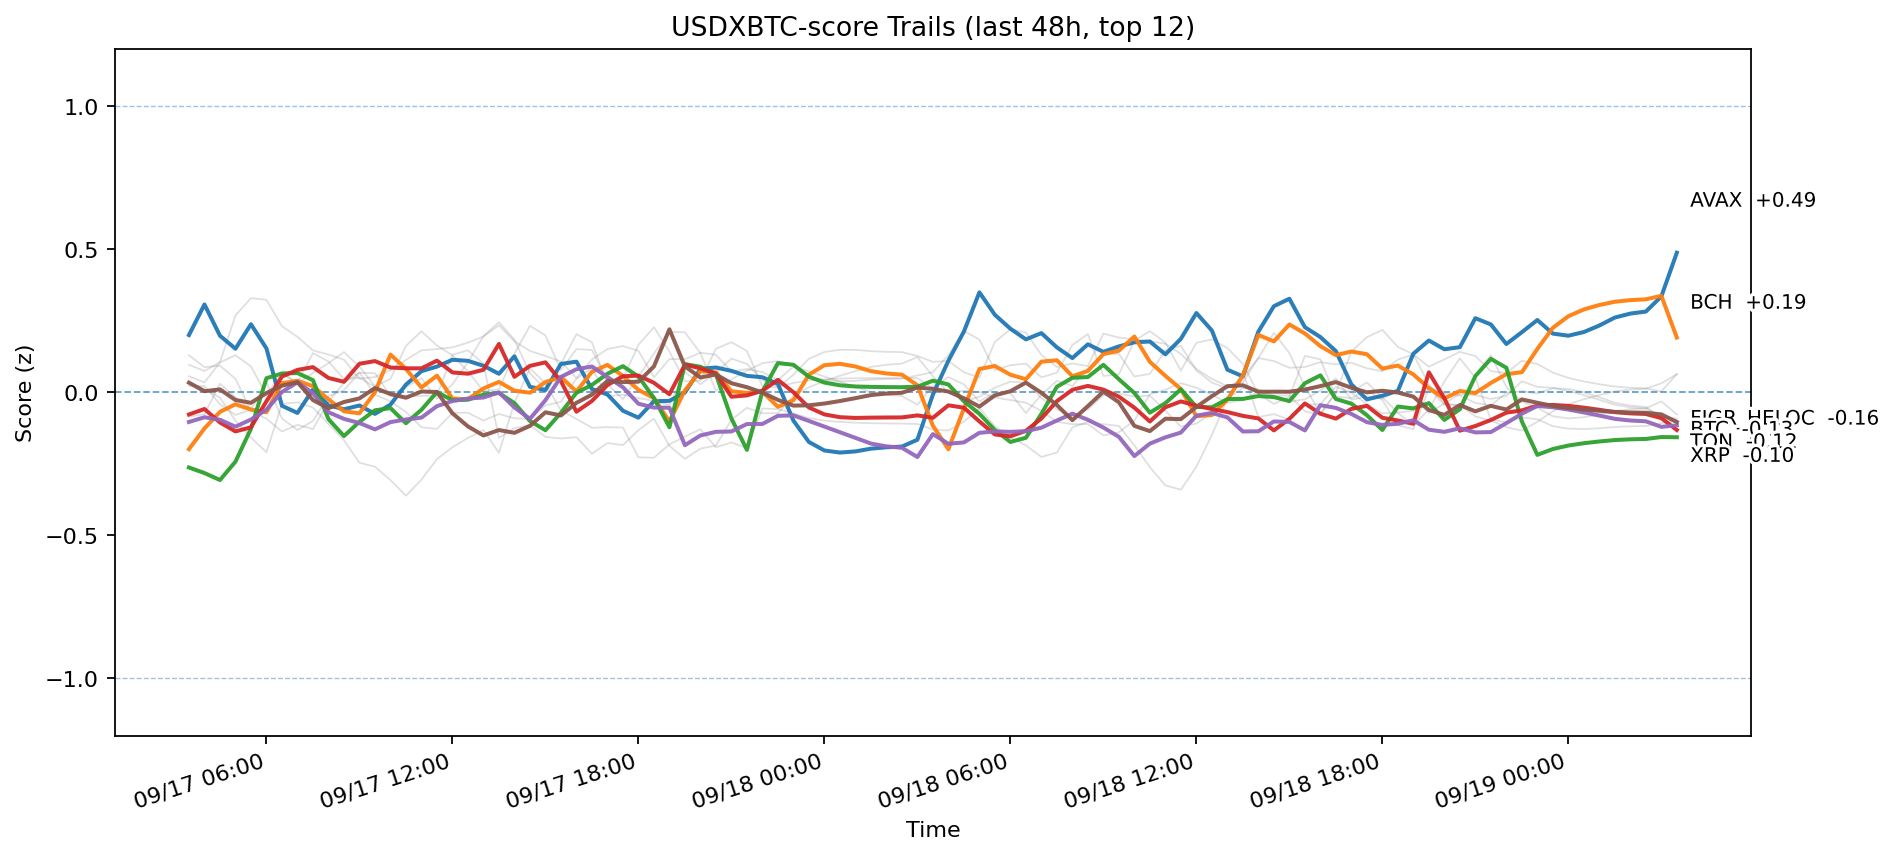 USDXBTC-score Trails (last 48h, top 12)
Score (z)
1.0
0.5
0.0
−0.5
−1.0
AVAX +0.49
BCH +0.19
FIGR_HELOC -0.16
BTC -0.13
TON -0.12
XRP -0.10
09/17 06:00
09/17 12:00
09/17 18:00
09/18 00:00
09/18 06:00
09/18 12:00
09/18 18:00
09/19 00:00
Time